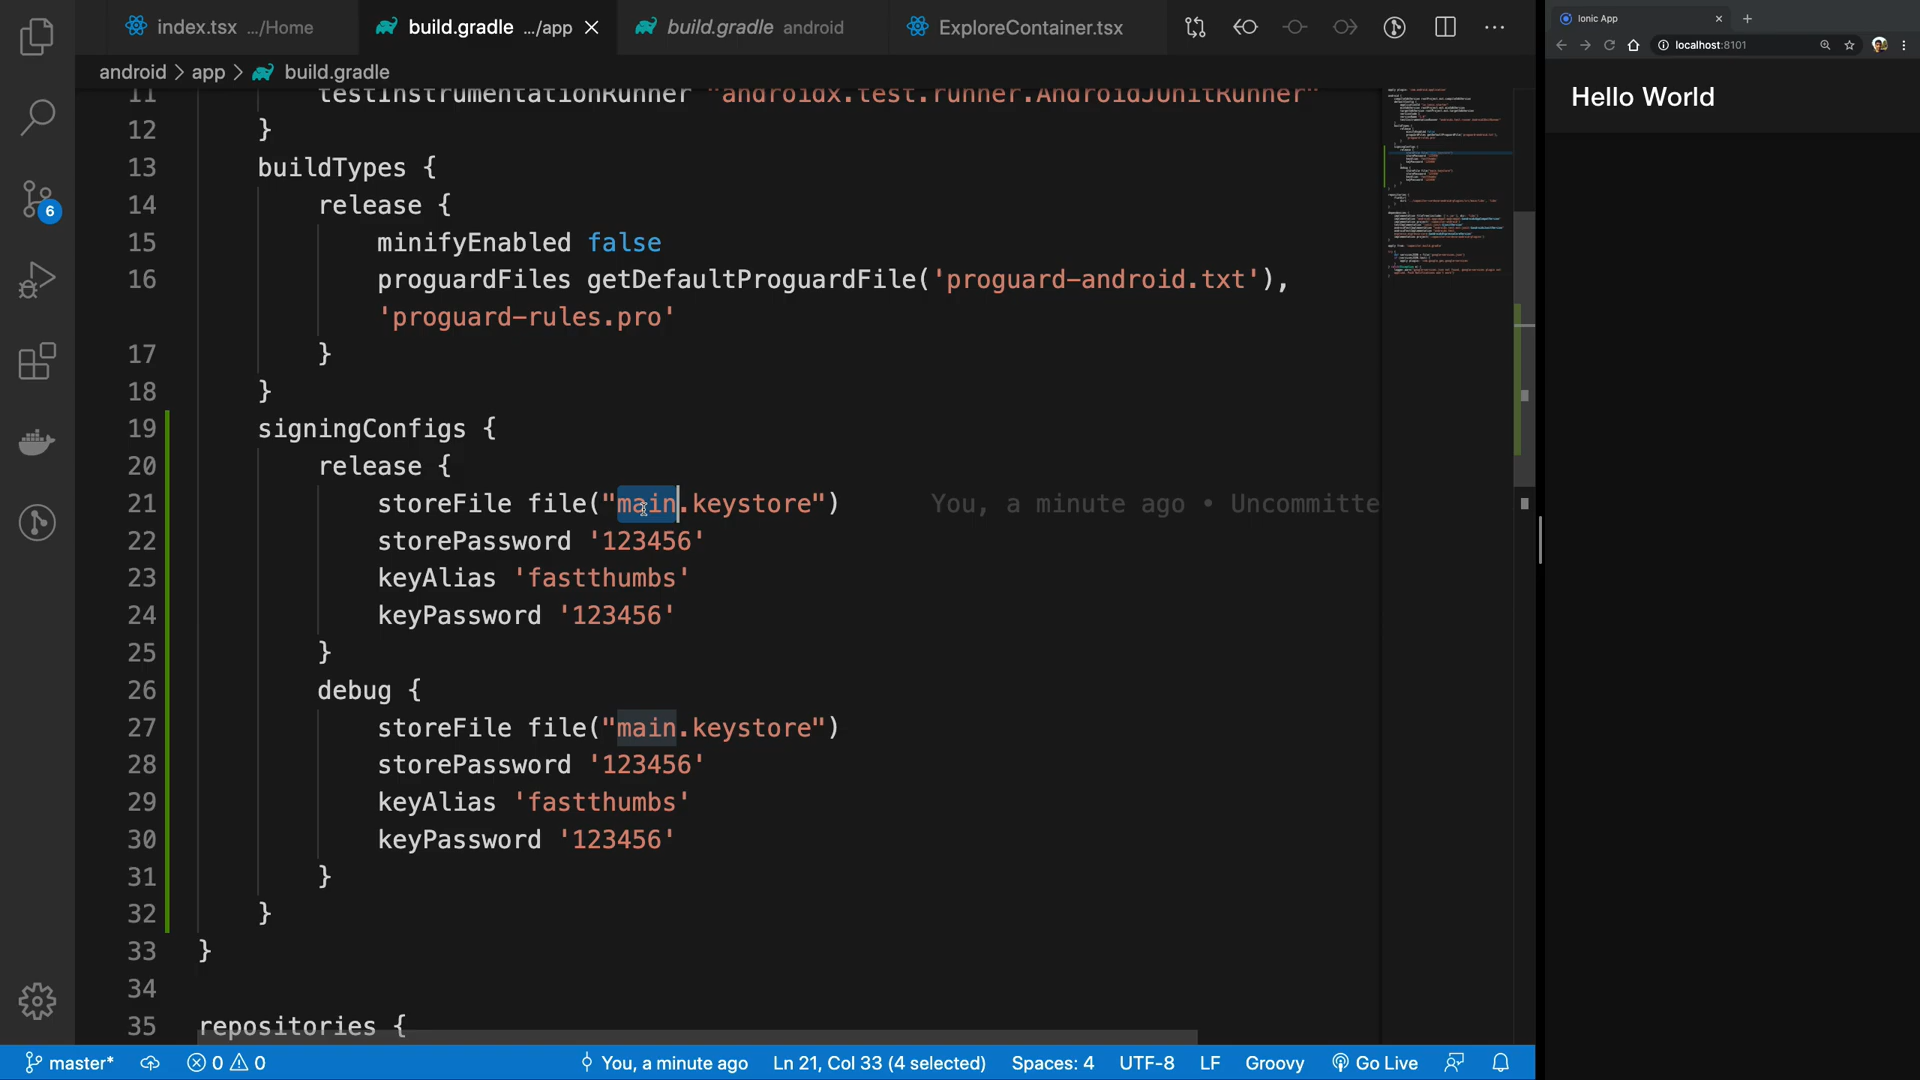 index.tsx .../Home
build.gradle .../app
build.gradle android
ExploreContainer.tsx
android > app > build.gradle
11 testInstrumentationRunner "androidx.test.runner.AndroidJUnitRunner"
12 }
13 buildTypes {
14 release {
15 minifyEnabled false
16 proguardFiles getDefaultProguardFile('proguard-android.txt'),
'proguard-rules.pro'
17 }
18 }
19 signingConfigs {
20 release {
21 storeFile file("main.keystore") You, a minute ago • Uncommitte
22 storePassword '123456'
23 keyAlias 'fastthumbs'
24 keyPassword '123456'
25 }
26 debug {
27 storeFile file("main.keystore")
28 storePassword '123456'
29 keyAlias 'fastthumbs'
30 keyPassword '123456'
31 }
32 }
33 }
34
35 repositories {
6
master* 0 0 You, a minute ago Ln 21, Col 33 (4 selected) Spaces: 4 UTF-8 LF Groovy Go Live
Ionic App
localhost:8101
Hello World